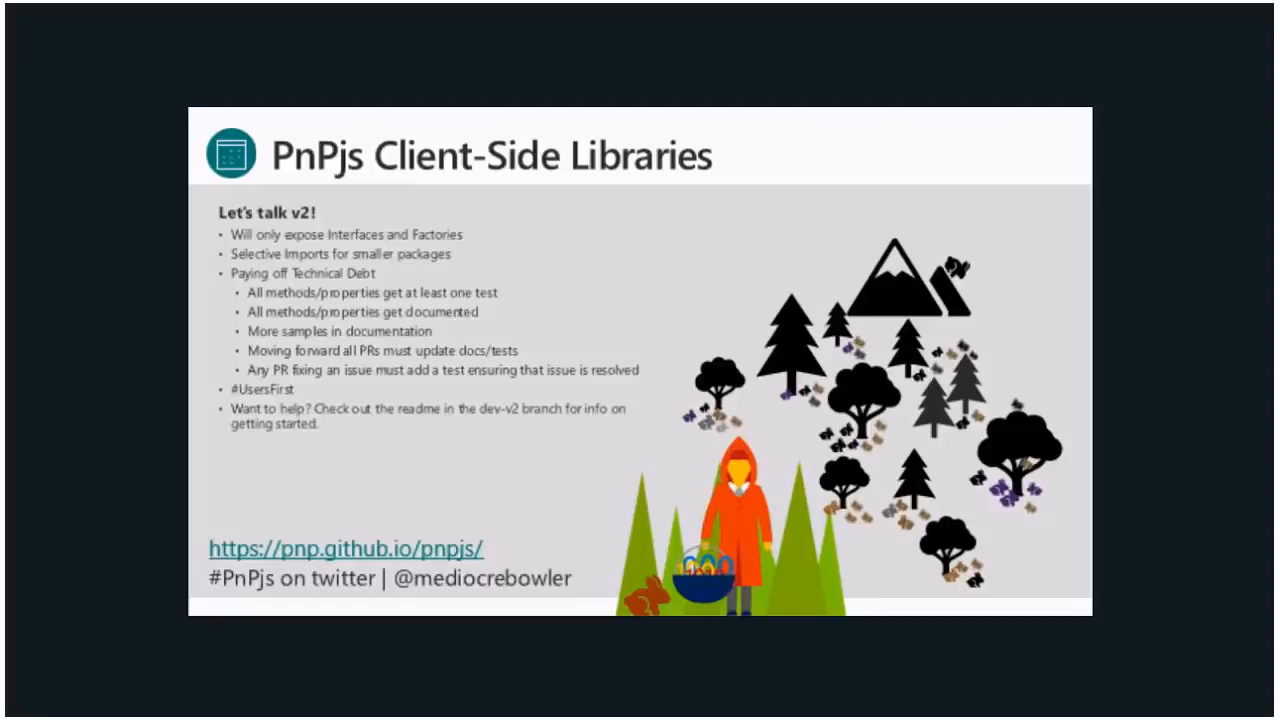 PnPjs Client-Side Libraries
Let's talk v2!
• Will only expose Interfaces and Factories
• Selective Imports for smaller packages
• Paying off Technical Debt
• All methods/properties get at least one test
• All methods/properties get documented
• More samples in documentation
• Moving forward all PRs must update docs/tests
• Any PR fixing an issue must add a test ensuring that issue is resolved
• #UsersFirst
• Want to help? Check out the readme in the dev-v2 branch for info on
getting started.
https://pnp.github.io/pnpjs/
#PnPjs on twitter | @mediocrebowler